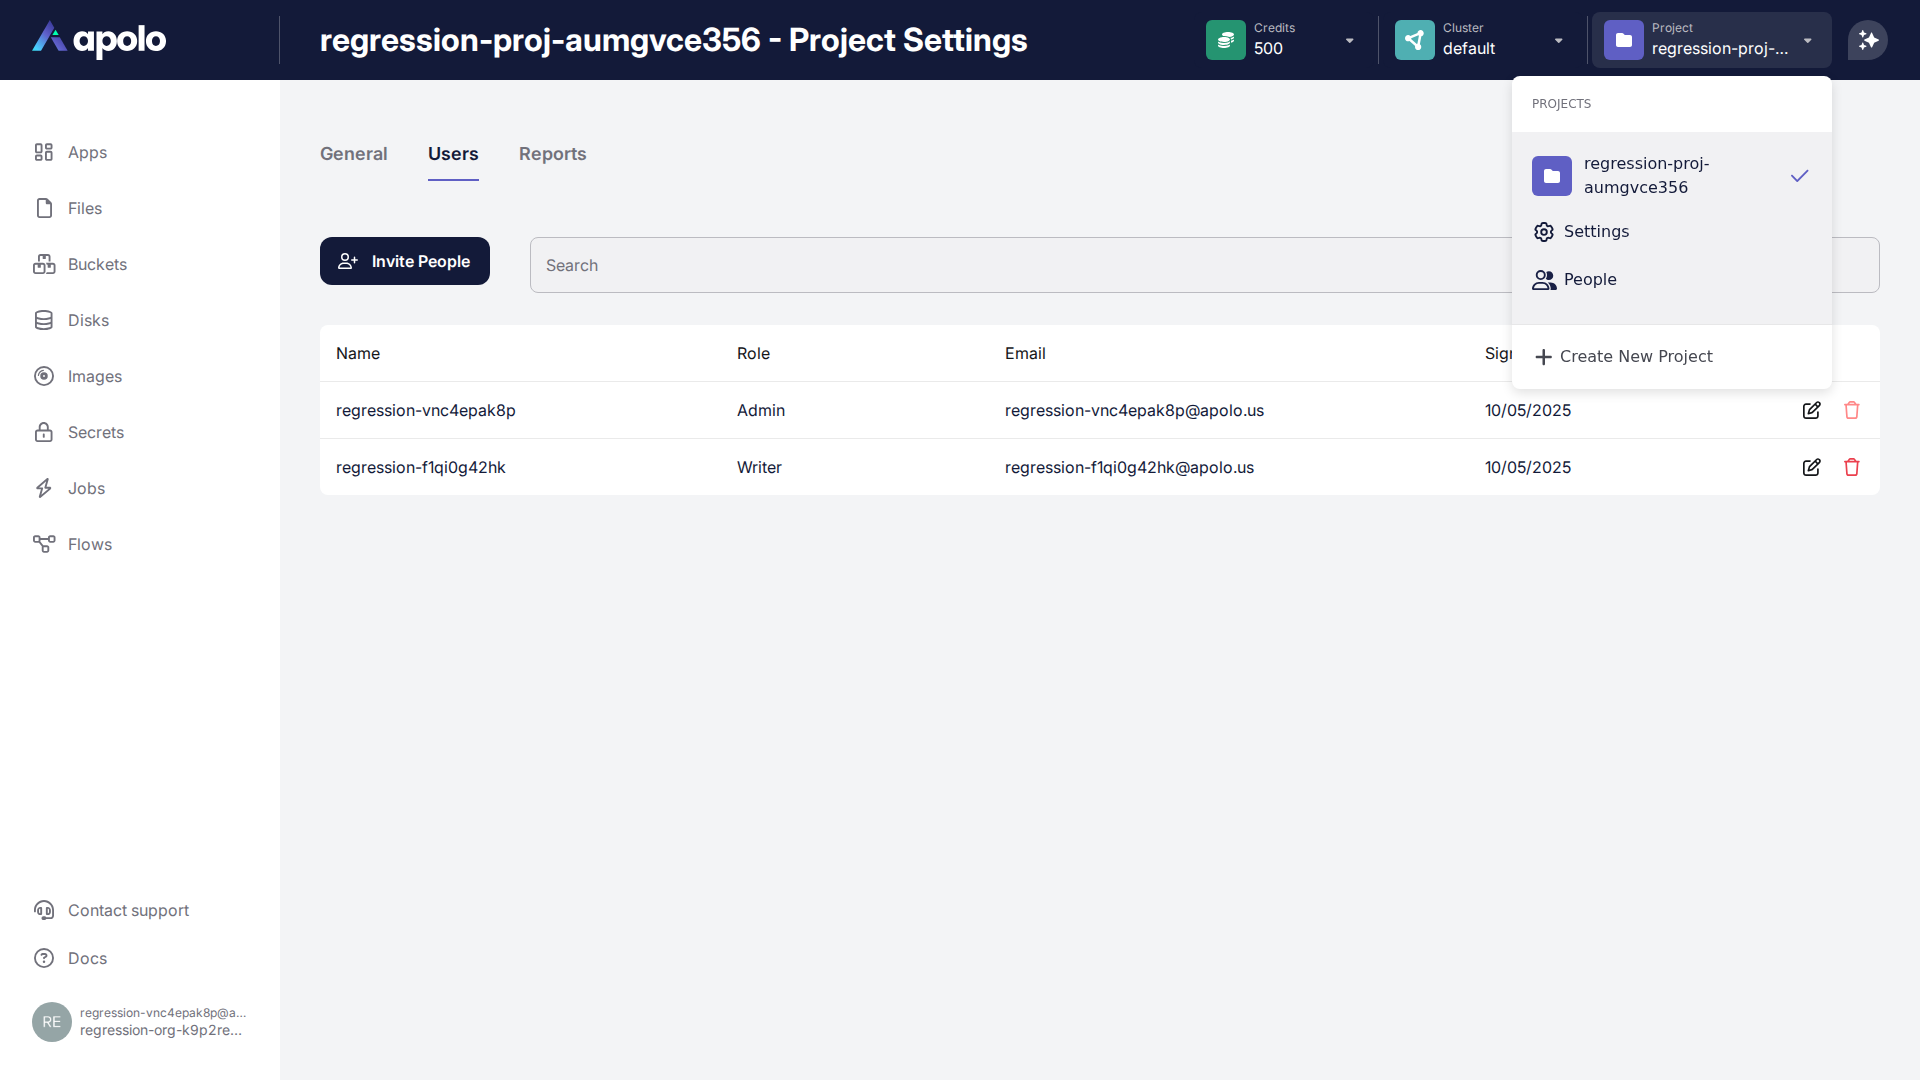 apolo
regression-proj-aumgvce356 - Project Settings
Credits
500
Cluster
default
Project
regression-proj-...
PROJECTS
regression-proj-
aumgvce356
Settings
People
Create New Project
Apps
Files
Buckets
Disks
Images
Secrets
Jobs
Flows
General Users Reports
Invite People
Search
Name Role Email
regression-vnc4epak8p Admin regression-vnc4epak8p@apolo.us 10/05/2025
regression-f1qi0g42hk Writer regression-f1qi0g42hk@apolo.us 10/05/2025
Contact support
Docs
RE
regression-vnc4epak8p@a...
regression-org-k9p2re...